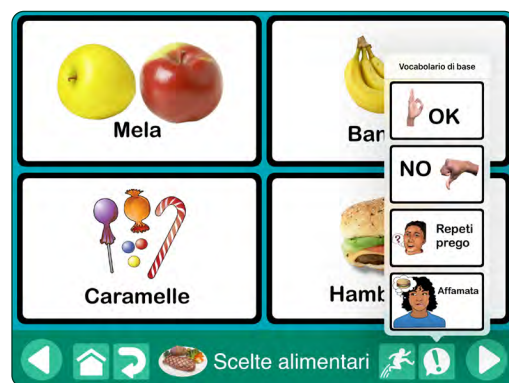 Mela
Ban
Caramelle
Hamb
Vocabolario di base
OK
NO
Repeti
prego
Affamata
Scelte alimentari